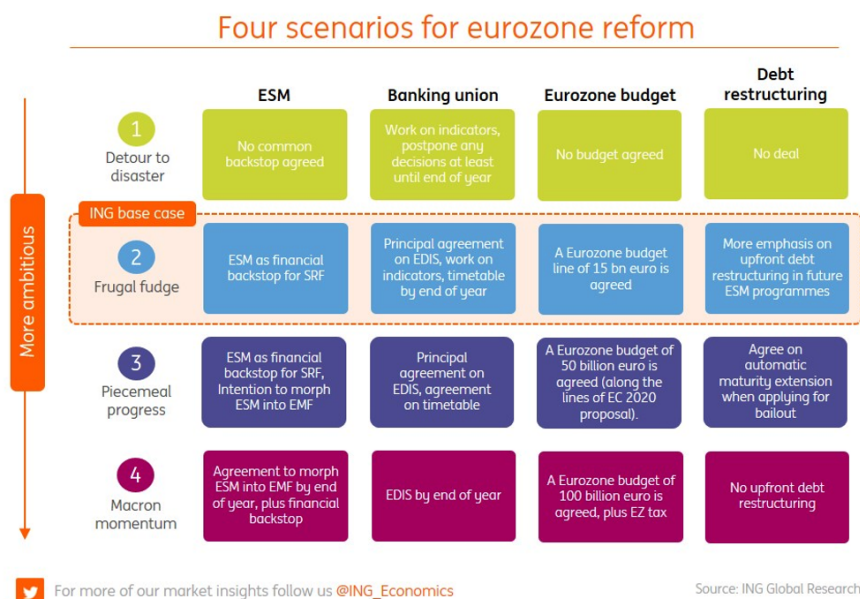 Four scenarios for eurozone reform
ESM
Banking union
Eurozone budget
Debt
restructuring
More ambitious
1
Detour to
disaster
No common
backstop agreed
Work on indicators,
postpone any
decisions at least
until end of year
No budget agreed
No deal
ING base case
2
Frugal fudge
ESM as financial
backstop for SRF
Principal agreement
on EDIS, work on
indicators, timetable
by end of year
A Eurozone budget
line of 15 bn euro is
agreed
More emphasis on
upfront debt
restructuring in future
ESM programmes
3
Piecemeal
progress
ESM as financial
backstop for SRF,
Intention to morph
ESM into EMF
Principal
agreement on
EDIS, agreement
on timetable
A Eurozone budget of
50 billion euro is
agreed (along the
lines of EC 2020
proposal).
Agree on
automatic
maturity extension
when applying for
bailout
4
Macron
momentum
Agreement to morph
ESM into EMF by end
of year, plus financial
backstop
EDIS by end of year
A Eurozone budget of
100 billion euro is
agreed, plus EZ tax
No upfront debt
restructuring
For more of our market insights follow us @ING_Economics
Source: ING Global Research